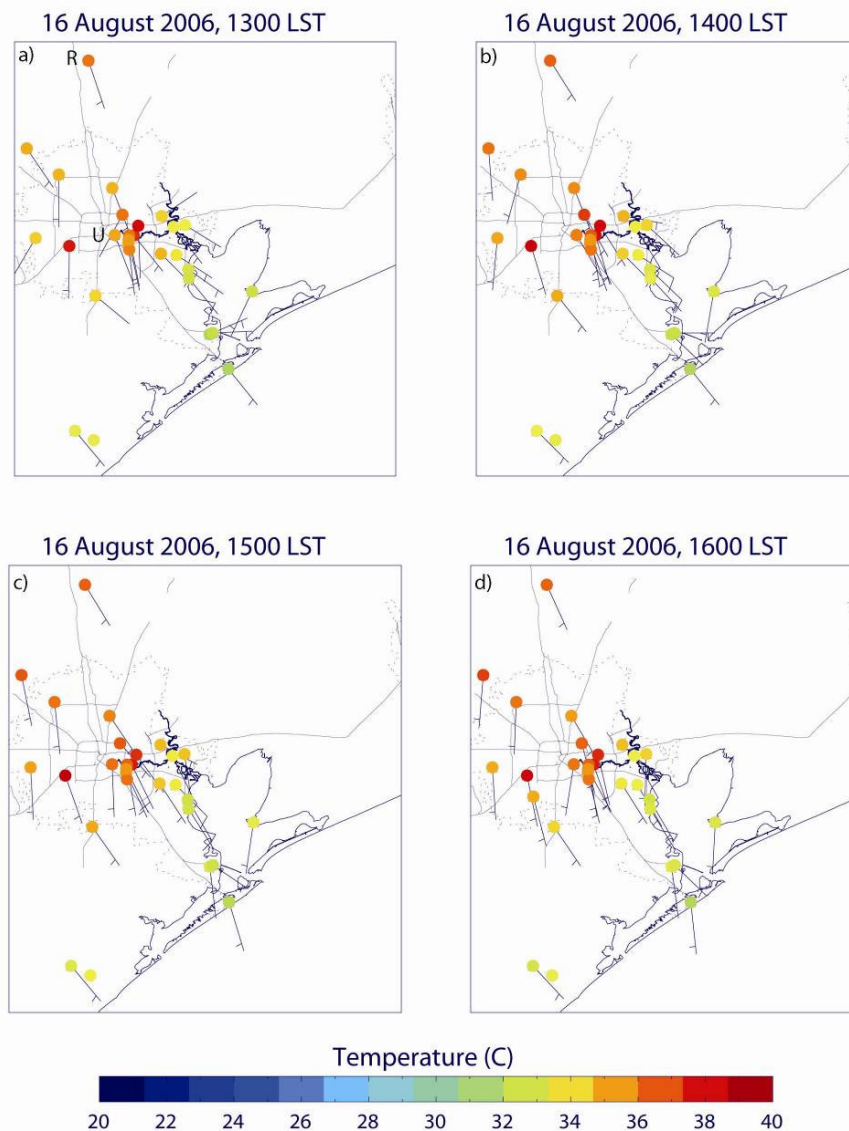 16 August 2006, 1300 LST
16 August 2006, 1400 LST
a)
R
b)
U
16 August 2006, 1500 LST
16 August 2006, 1600 LST
c)
d)
Temperature (C)
20 22 24 26 28 30 32 34 36 38 40